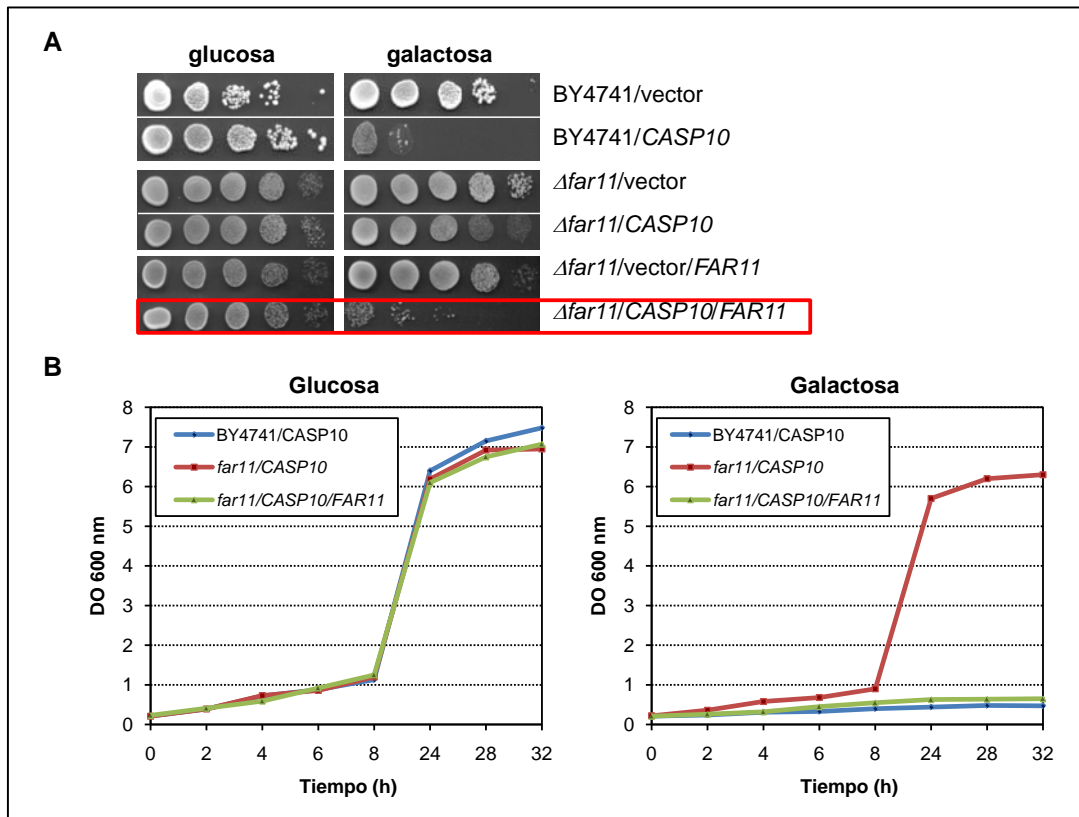 A
glucosa galactosa
BY4741/vector
BY4741/CASP10
Δfar11/vector
Δfar11/CASP10
Δfar11/vector/FAR11
Δfar11/CASP10/FAR11
B
Glucosa
8
7
6
5
4
3
2
1
0
DO 600 nm
BY4741/CASP10
far11/CASP10
far11/CASP10/FAR11
0 2 4 6 8 24 28 32
Tiempo (h)
Galactosa
8
7
6
5
4
3
2
1
0
DO 600 nm
BY4741/CASP10
far11/CASP10
far11/CASP10/FAR11
0 2 4 6 8 24 28 32
Tiempo (h)